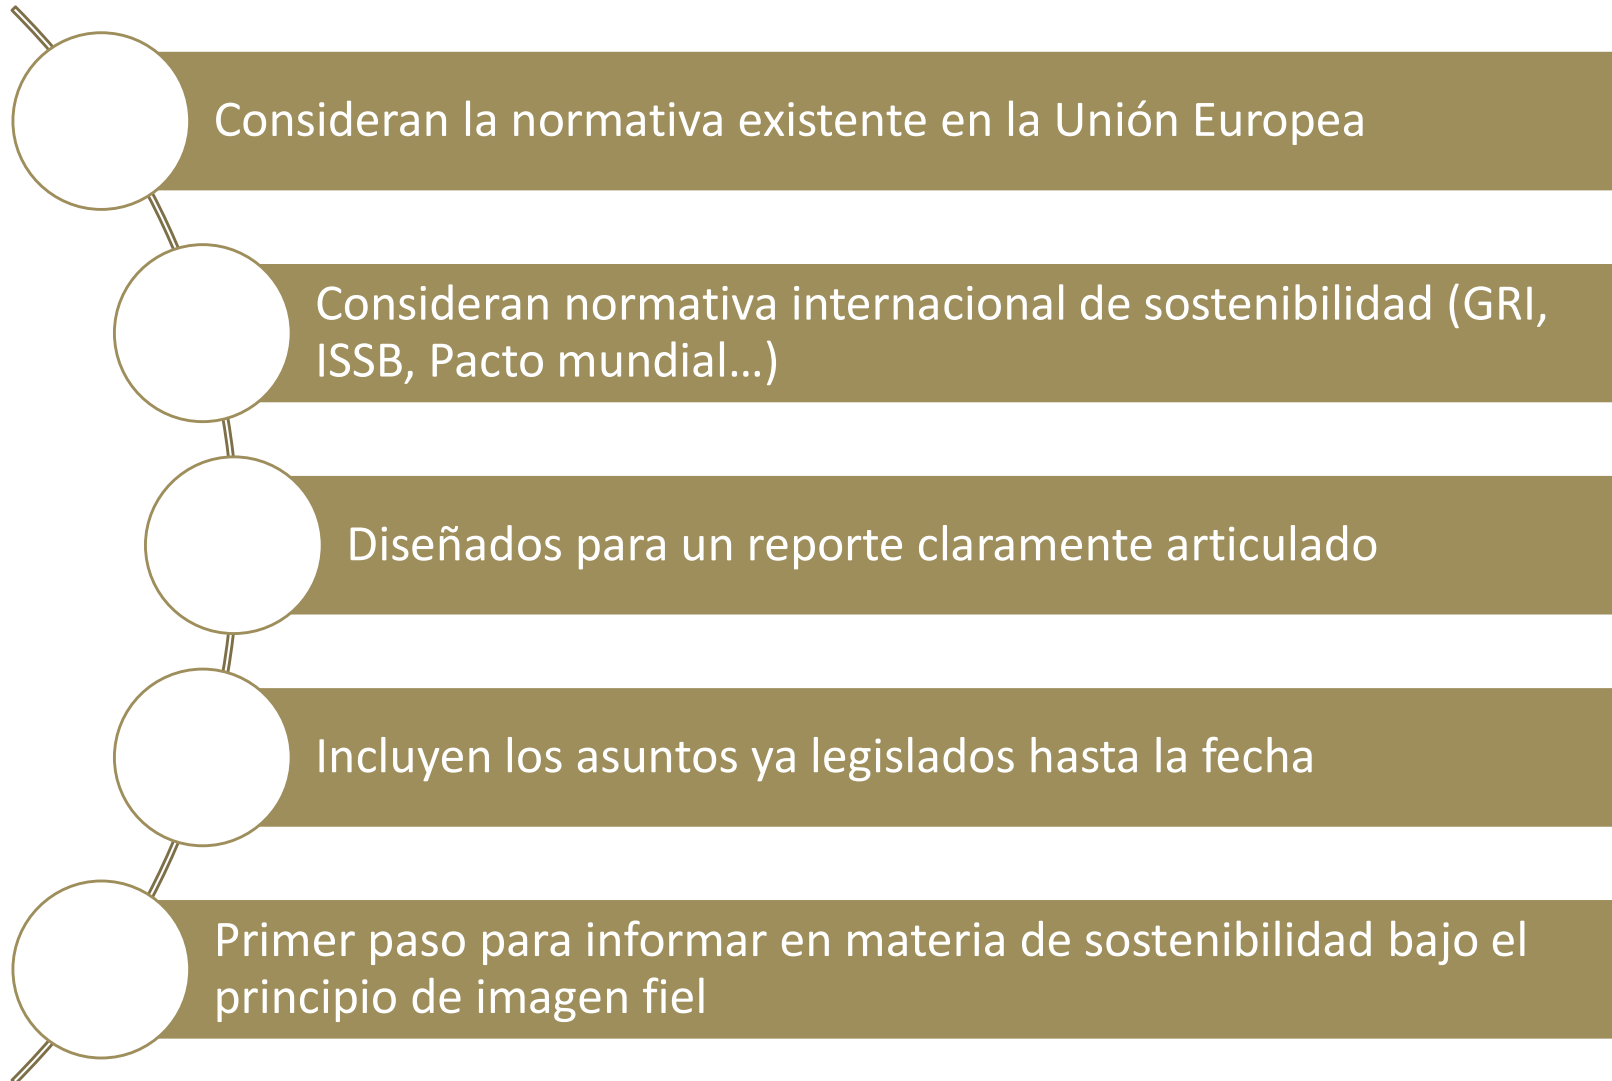 Consideran la normativa existente en la Unión Europea
Consideran normativa internacional de sostenibilidad (GRI,
ISSB, Pacto mundial…)
Diseñados para un reporte claramente articulado
Incluyen los asuntos ya legislados hasta la fecha
Primer paso para informar en materia de sostenibilidad bajo el
principio de imagen fiel